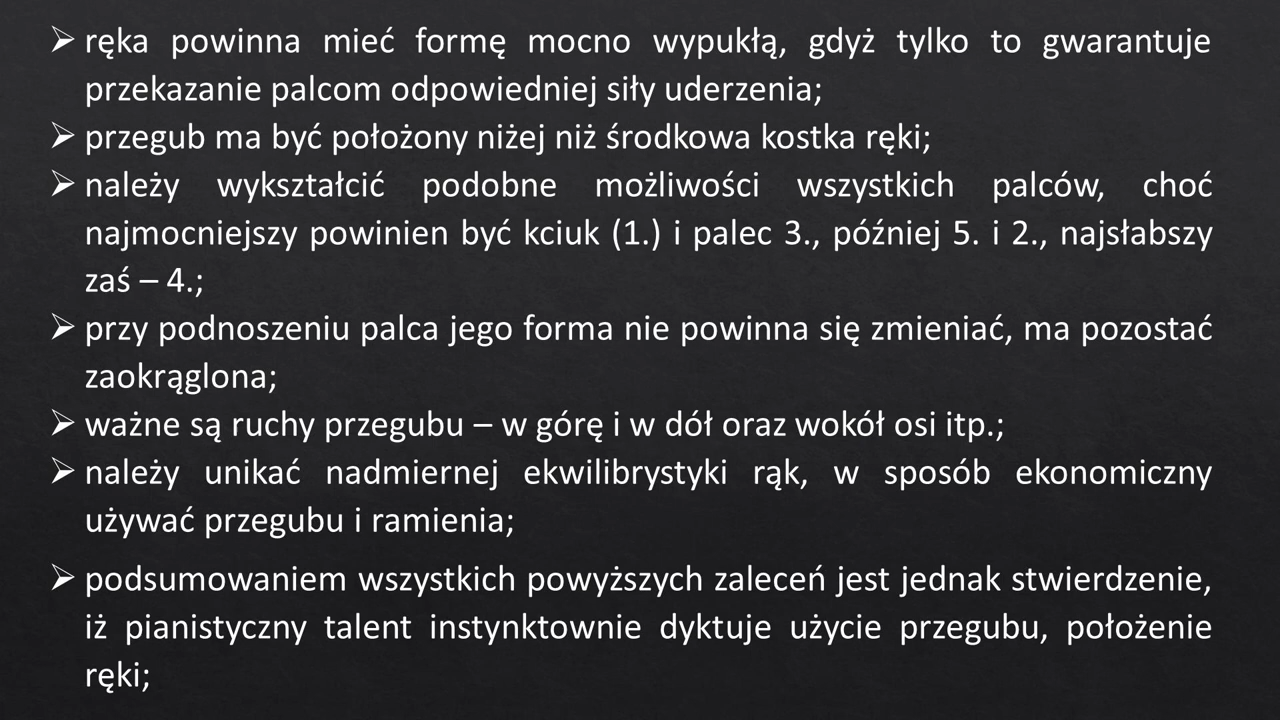 ➢ ręka powinna mieć formę mocno wypukłą, gdyż tylko to gwarantuje
przekazanie palcom odpowiedniej siły uderzenia;
➢ przegub ma być położony niżej niż środkowa kostka ręki;
➢ należy wykształcić podobne możliwości wszystkich palców, choć
najmocniejszy powinien być kciuk (1.) i palec 3., później 5. i 2., najsłabszy
zaś – 4.;
➢ przy podnoszeniu palca jego forma nie powinna się zmieniać, ma pozostać
zaokrąglona;
➢ ważne są ruchy przegubu – w górę i w dół oraz wokół osi itp.;
➢ należy unikać nadmiernej ekwilibrystyki rąk, w sposób ekonomiczny
używać przegubu i ramienia;
➢ podsumowaniem wszystkich powyższych zaleceń jest jednak stwierdzenie,
iż pianistyczny talent instynktownie dyktuje użycie przegubu, położenie
ręki;